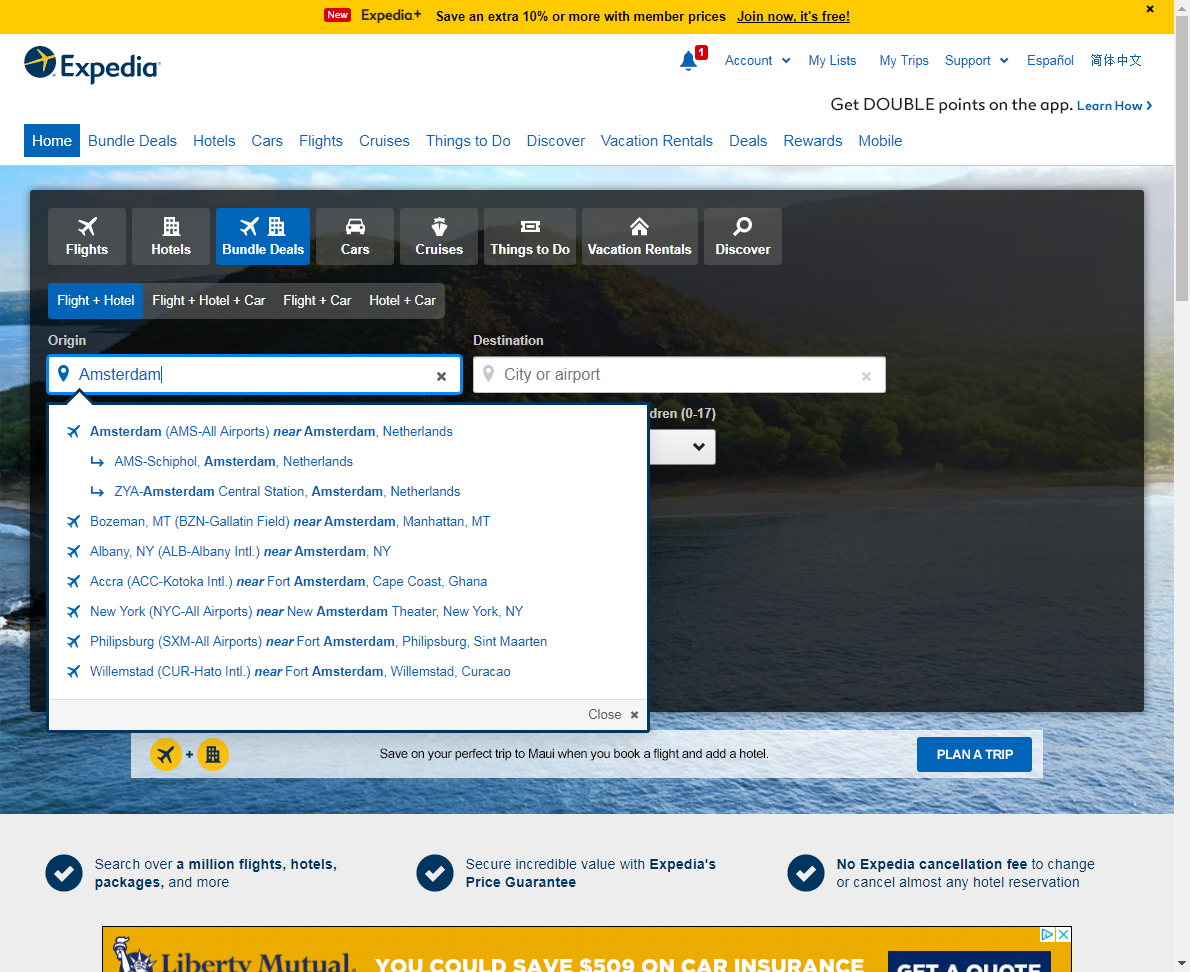 New Expedia+ Save an extra 10% or more with member prices Join now, it's free!
Expedia
1 Account My Lists My Trips Support Español 简体中文
Get DOUBLE points on the app. Learn How
Home Bundle Deals Hotels Cars Flights Cruises Things to Do Discover Vacation Rentals Deals Rewards Mobile
Flights Hotels Bundle Deals Cars Cruises Things to Do Vacation Rentals Discover
Flight + Hotel Flight + Hotel + Car Flight + Car Hotel + Car
Origin Destination
Amsterdam City or airport
dren (0-17)
Amsterdam (AMS-All Airports) near Amsterdam, Netherlands
AMS-Schiphol, Amsterdam, Netherlands
ZYA-Amsterdam Central Station, Amsterdam, Netherlands
Bozeman, MT (BZN-Gallatin Field) near Amsterdam, Manhattan, MT
Albany, NY (ALB-Albany Intl.) near Amsterdam, NY
Accra (ACC-Kotoka Intl.) near Fort Amsterdam, Cape Coast, Ghana
New York (NYC-All Airports) near New Amsterdam Theater, New York, NY
Philipsburg (SXM-All Airports) near Fort Amsterdam, Philipsburg, Sint Maarten
Willemstad (CUR-Hato Intl.) near Fort Amsterdam, Willemstad, Curacao
Close
+ Save on your perfect trip to Maui when you book a flight and add a hotel. PLAN A TRIP
Search over a million flights, hotels, packages, and more
Secure incredible value with Expedia's Price Guarantee
No Expedia cancellation fee to change or cancel almost any hotel reservation
Liberty Mutual. YOU COULD SAVE $509 ON CAR INSURANCE GET A QUOTE